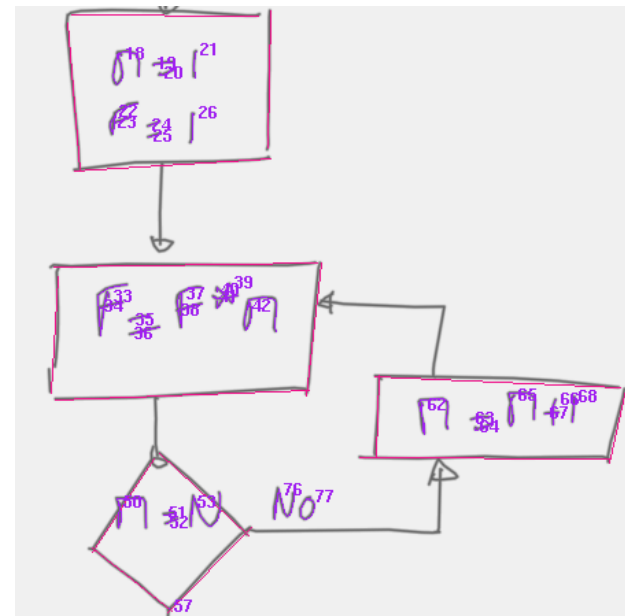 M = 1
F = 1
F = F * M
M = M + 1
M = N
No